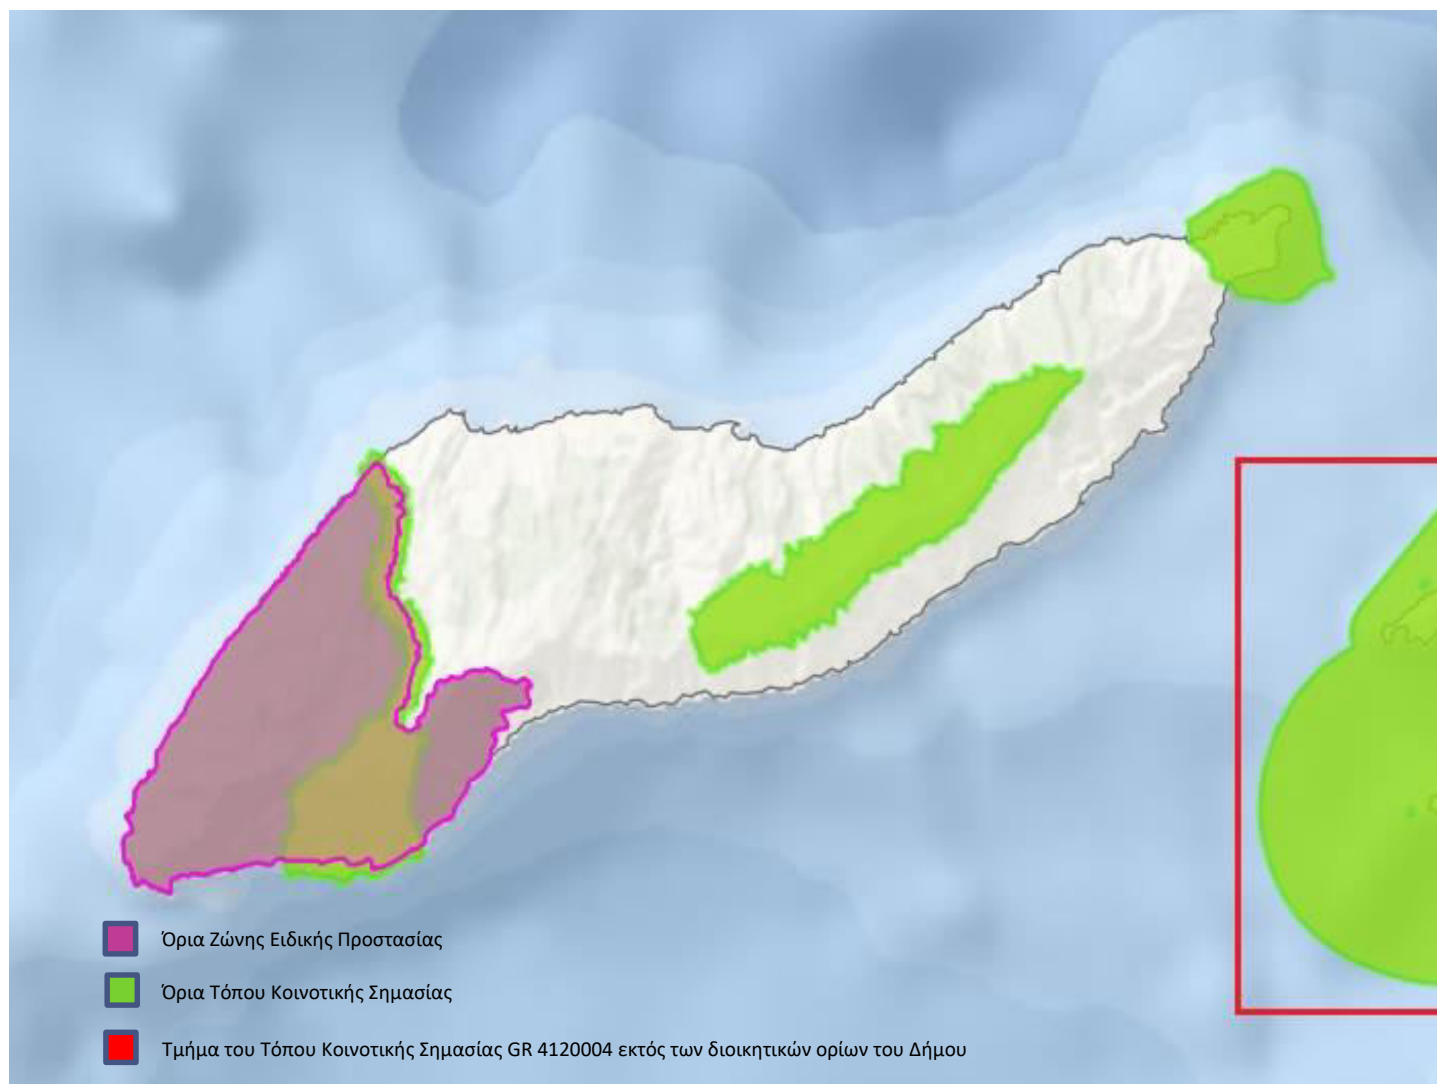 Όρια Ζώνης Ειδικής Προστασίας
Όρια Τόπου Κοινοτικής Σημασίας
Τμήμα του Τόπου Κοινοτικής Σημασίας GR 4120004 εκτός των διοικητικών ορίων του Δήμου